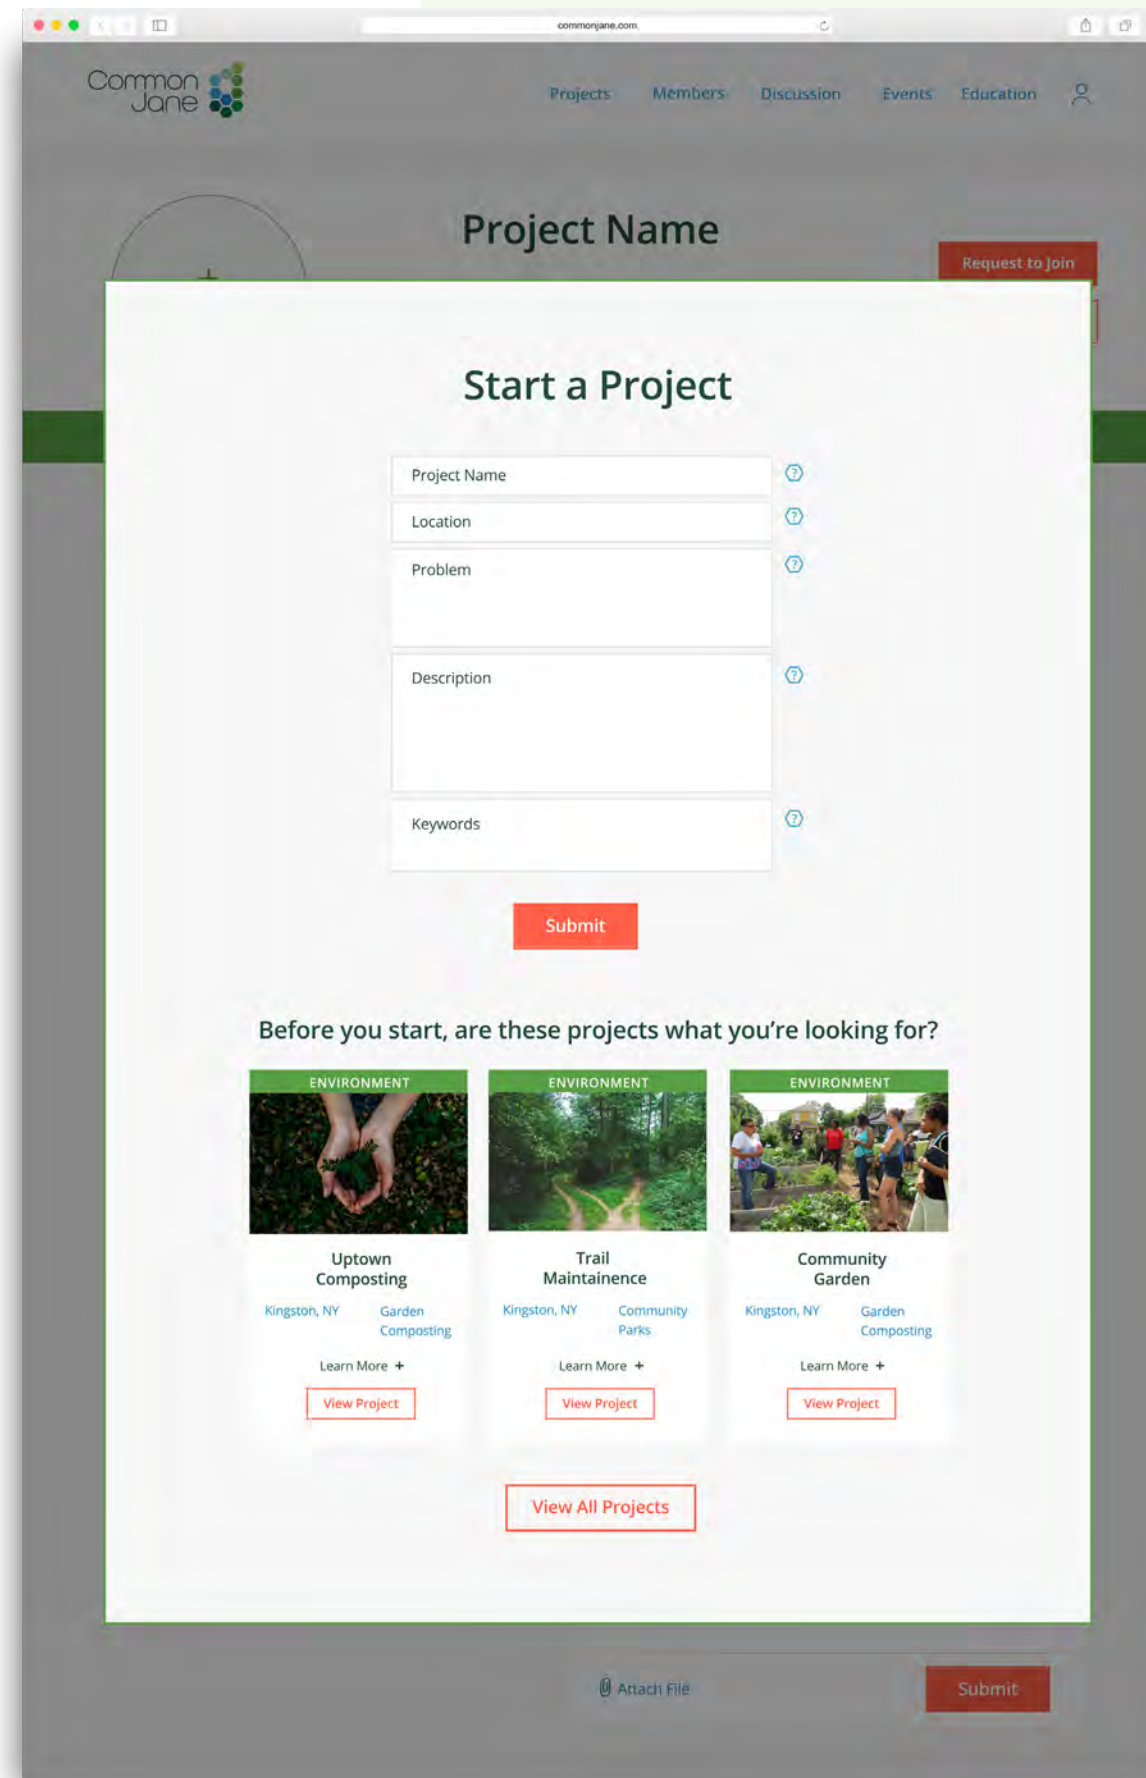 commonjane.com
Common
Jane
Projects Members Discussion Events Education
Project Name
Request to Join
Start a Project
Project Name
Location
Problem
Description
Keywords
Submit
Before you start, are these projects what you're looking for?
ENVIRONMENT
Uptown
Composting
Kingston, NY Garden
Composting
Learn More +
View Project
ENVIRONMENT
Trail
Maintainence
Kingston, NY Community
Parks
Learn More +
View Project
ENVIRONMENT
Community
Garden
Kingston, NY Garden
Composting
Learn More +
View Project
View All Projects
Attach File
Submit